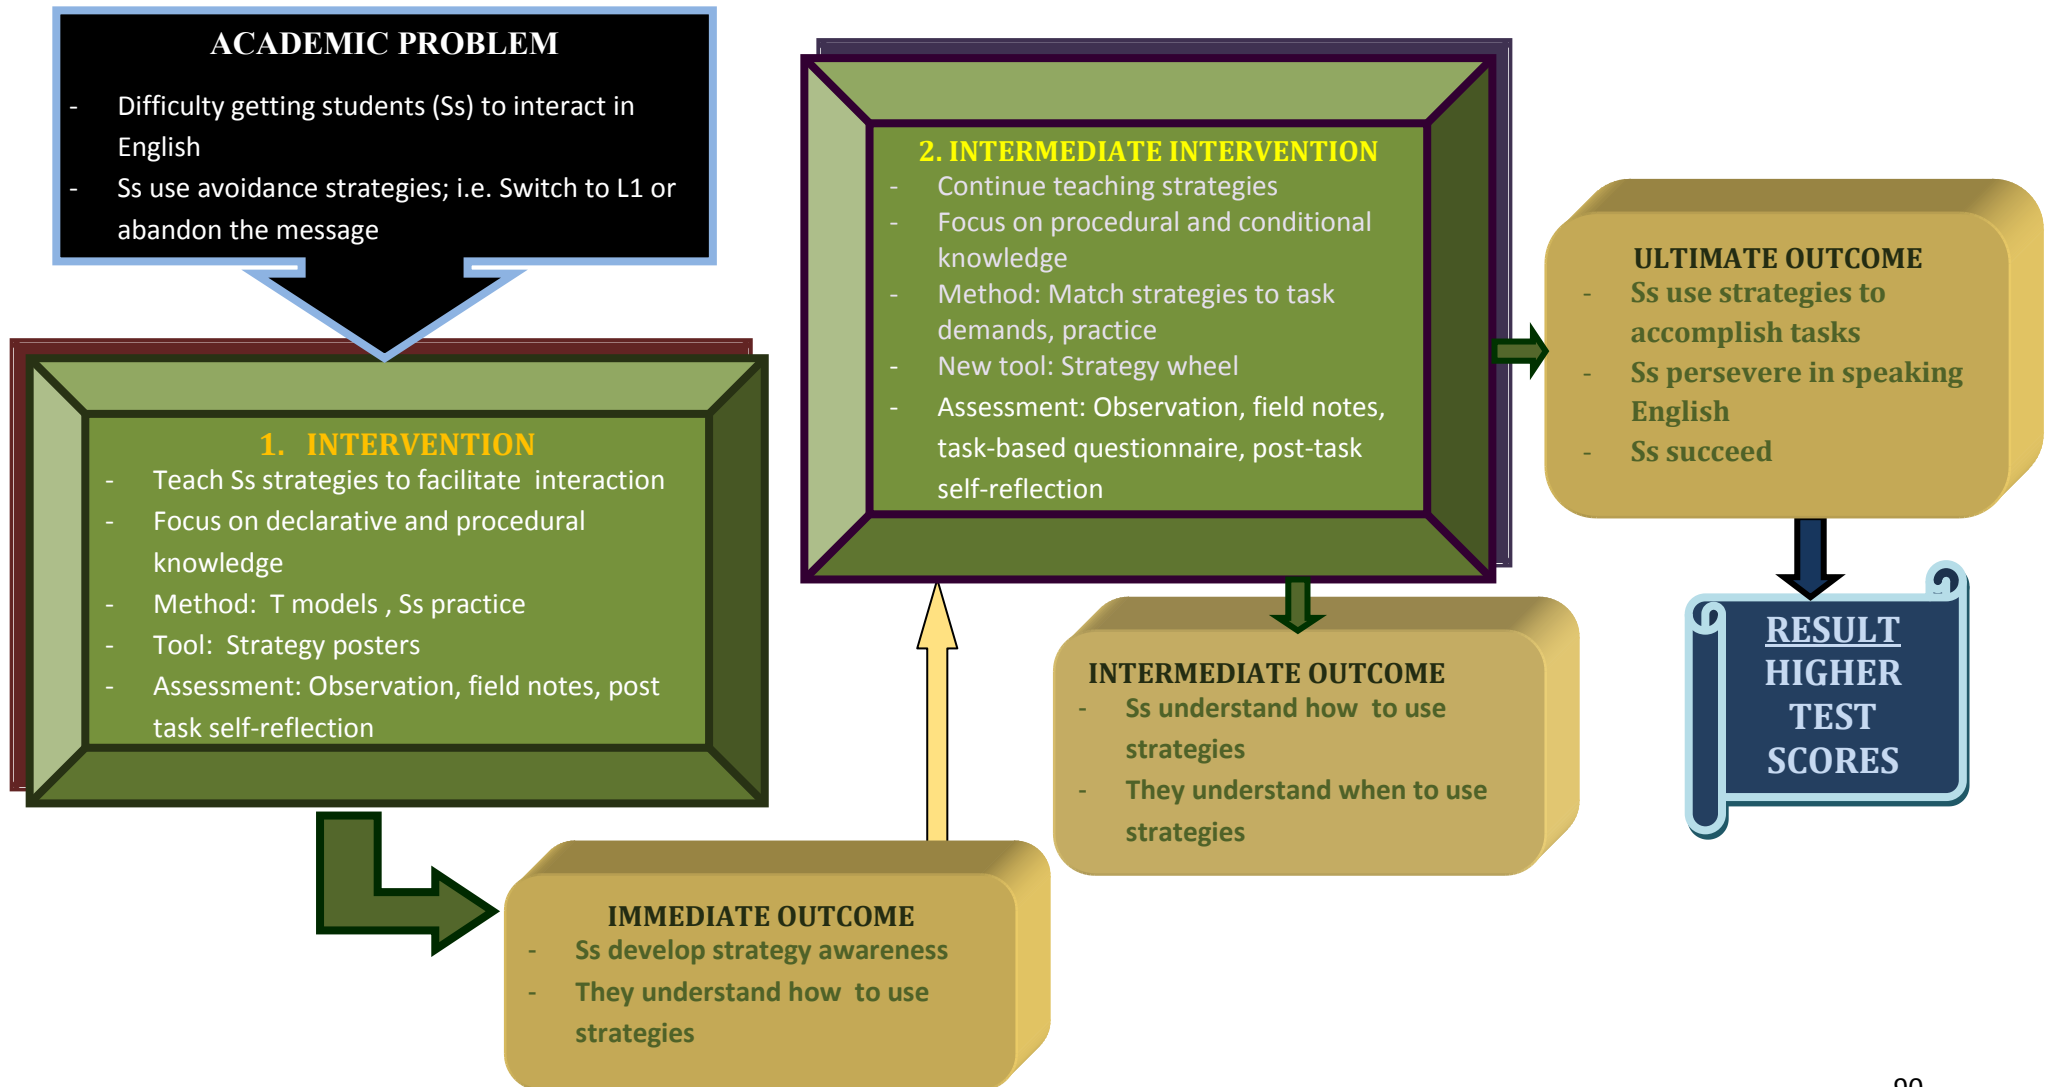 ACADEMIC PROBLEM
- Difficulty getting students (Ss) to interact in
English
- Ss use avoidance strategies; i.e. Switch to L1 or
abandon the message
1. INTERVENTION
- Teach Ss strategies to facilitate interaction
- Focus on declarative and procedural
knowledge
- Method: T models , Ss practice
- Tool: Strategy posters
- Assessment: Observation, field notes, post
task self-reflection
IMMEDIATE OUTCOME
- Ss develop strategy awareness
- They understand how to use
strategies
2. INTERMEDIATE INTERVENTION
- Continue teaching strategies
- Focus on procedural and conditional
knowledge
- Method: Match strategies to task
demands, practice
- New tool: Strategy wheel
- Assessment: Observation, field notes,
task-based questionnaire, post-task
self-reflection
INTERMEDIATE OUTCOME
- Ss understand how to use
strategies
- They understand when to use
strategies
ULTIMATE OUTCOME
- Ss use strategies to
accomplish tasks
- Ss persevere in speaking
English
- Ss succeed
RESULT
HIGHER
TEST
SCORES